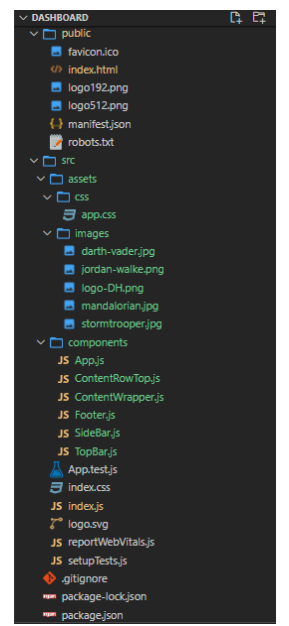 DASHBOARD
public
favicon.ico
index.html
logo192.png
logo512.png
manifest.json
robots.txt
src
assets
css
app.css
images
darth-vader.jpg
jordan-walke.png
logo-DH.png
mandalorian.jpg
stormtrooper.jpg
components
JS App.js
JS ContentRowTop.js
JS ContentWrapper.js
JS Footer.js
JS SideBar.js
JS TopBar.js
App.test.js
index.css
JS index.js
logo.svg
JS reportWebVitals.js
JS setupTests.js
.gitignore
npm package-lock.json
npm package.json